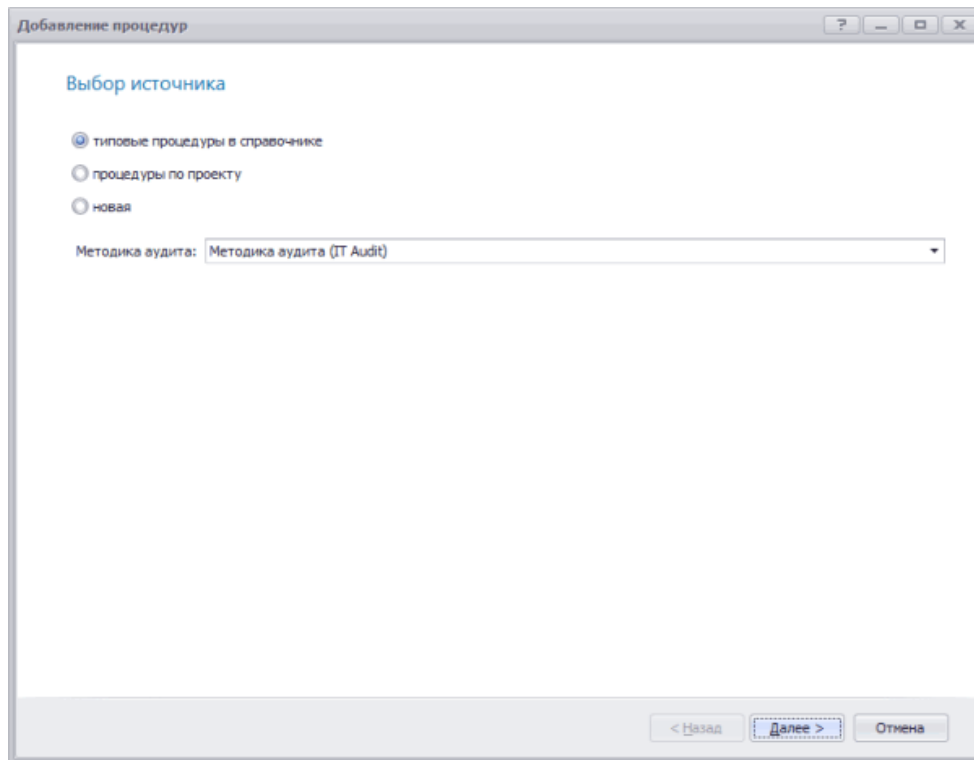 Добавление процедур
Выбор источника
типовые процедуры в справочнике
процедуры по проекту
новая
Методика аудита: Методика аудита (IT Audit)
< Назад Далее > Отмена